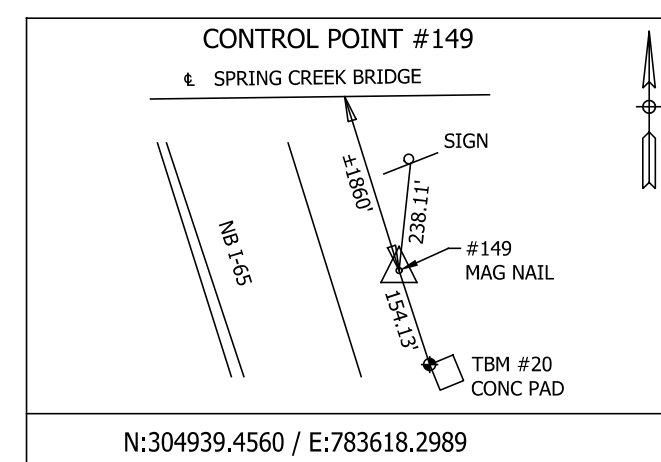 CONTROL POINT #149
℄ SPRING CREEK BRIDGE
SIGN
±1860'
238.11'
NB I-65
#149
MAG NAIL
154.13'
TBM #20
CONC PAD
N:304939.4560 / E:783618.2989